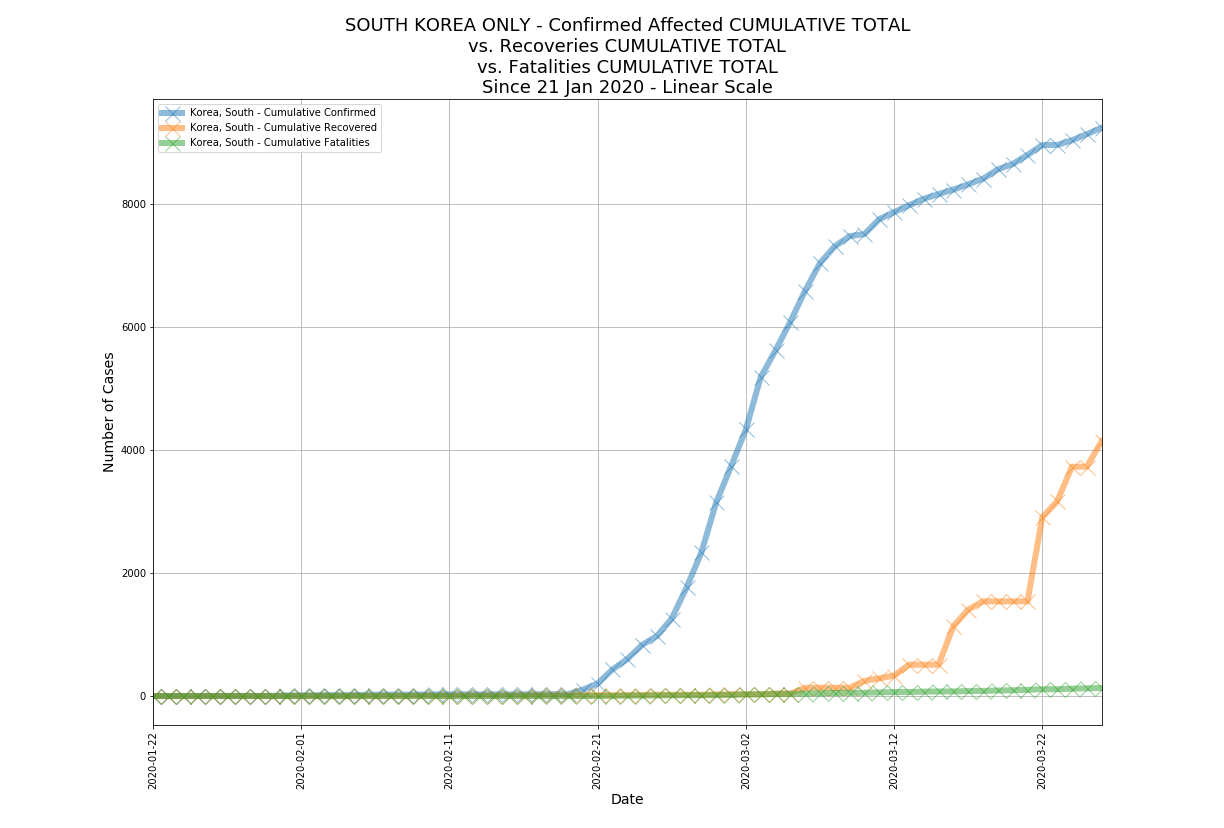 SOUTH KOREA ONLY - Confirmed Affected CUMULATIVE TOTAL
vs. Recoveries CUMULATIVE TOTAL
vs. Fatalities CUMULATIVE TOTAL
Since 21 Jan 2020 - Linear Scale
Korea, South - Cumulative Confirmed
Korea, South - Cumulative Recovered
Korea, South - Cumulative Fatalities
Number of Cases
8000
6000
4000
2000
0
2020-01-22
2020-02-01
2020-02-11
2020-02-21
2020-03-02
2020-03-12
2020-03-22
Date